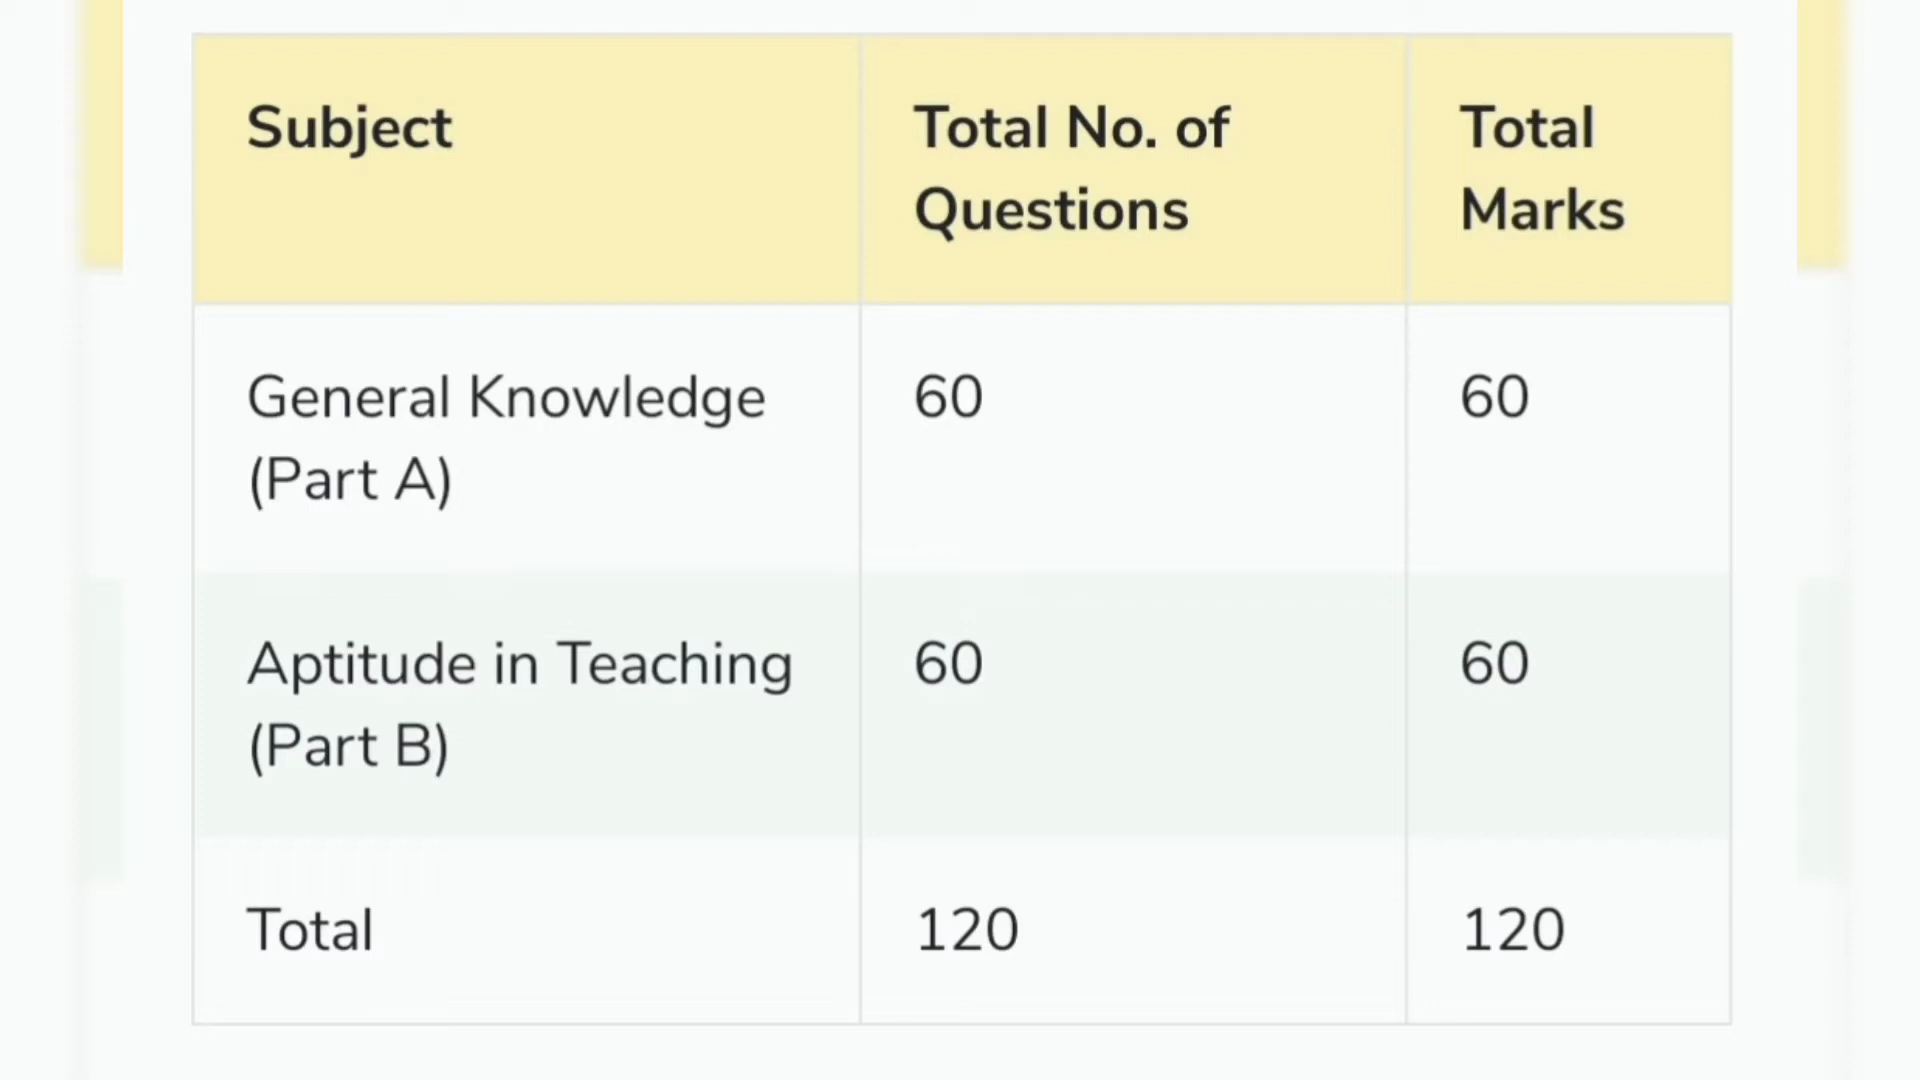 Subject
Total No. of
Questions
Total
Marks
General Knowledge
(Part A)
60
60
Aptitude in Teaching
(Part B)
60
60
Total
120
120